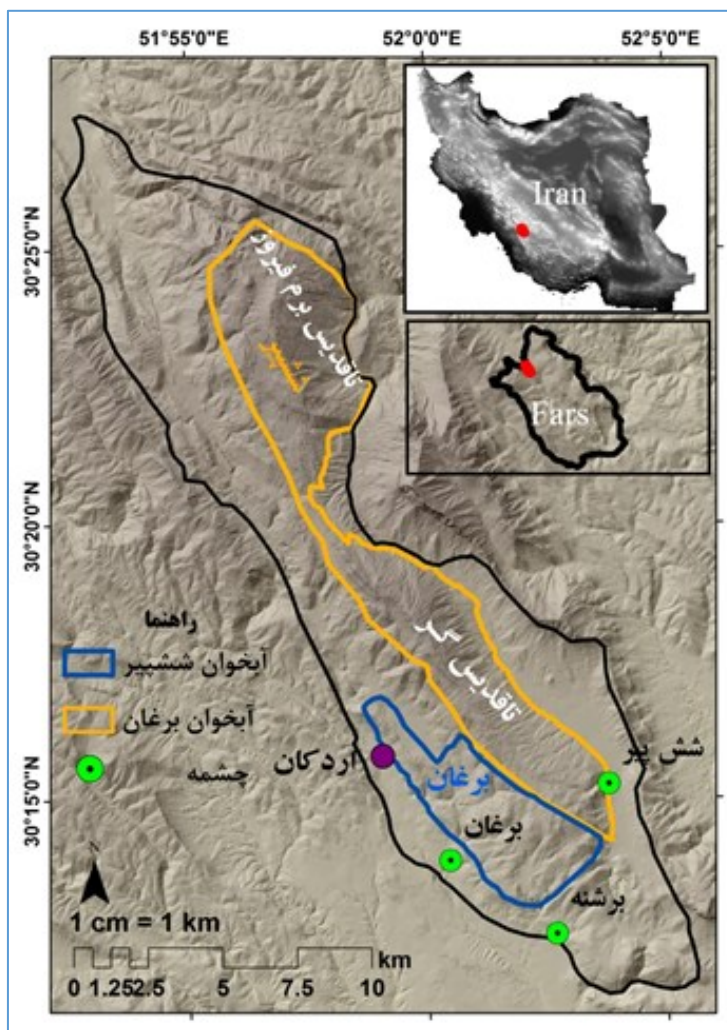 51°55'0"E
52°0'0"E
52°5'0"E
Iran
Fars
30°25'0"N
30°20'0"N
30°15'0"N
تاقدیس برم فیروز
ششپیر
تاقدیس گر
راهنما
آبخوان ششپیر
آبخوان برغان
چشمه
اردکان
برغان
برغان
شش پیر
برشنه
N
1 cm = 1 km
km
0 1.25 2.5 5 7.5 10